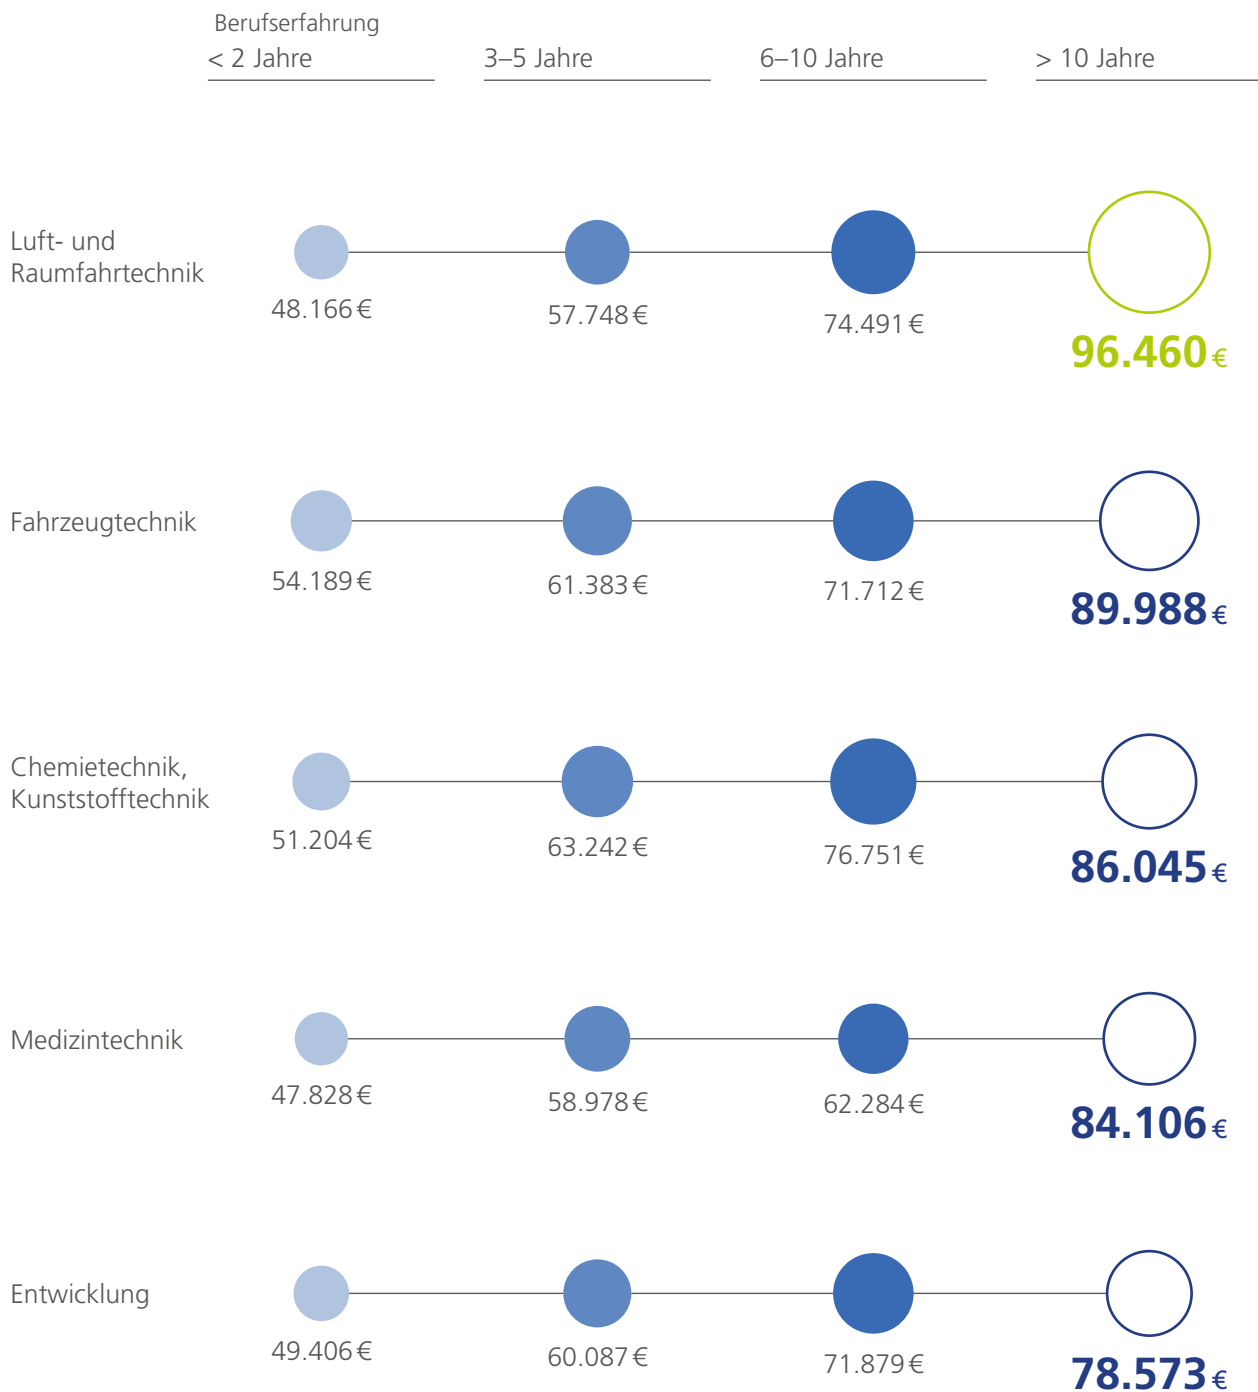 Berufserfahrung
< 2 Jahre 3–5 Jahre 6–10 Jahre > 10 Jahre
Luft- und
Raumfahrtechnik
48.166 € 57.748 € 74.491 € 96.460 €
Fahrzeugtechnik
54.189 € 61.383 € 71.712 € 89.988 €
Chemietechnik,
Kunststofftechnik
51.204 € 63.242 € 76.751 € 86.045 €
Medizintechnik
47.828 € 58.978 € 62.284 € 84.106 €
Entwicklung
49.406 € 60.087 € 71.879 € 78.573 €